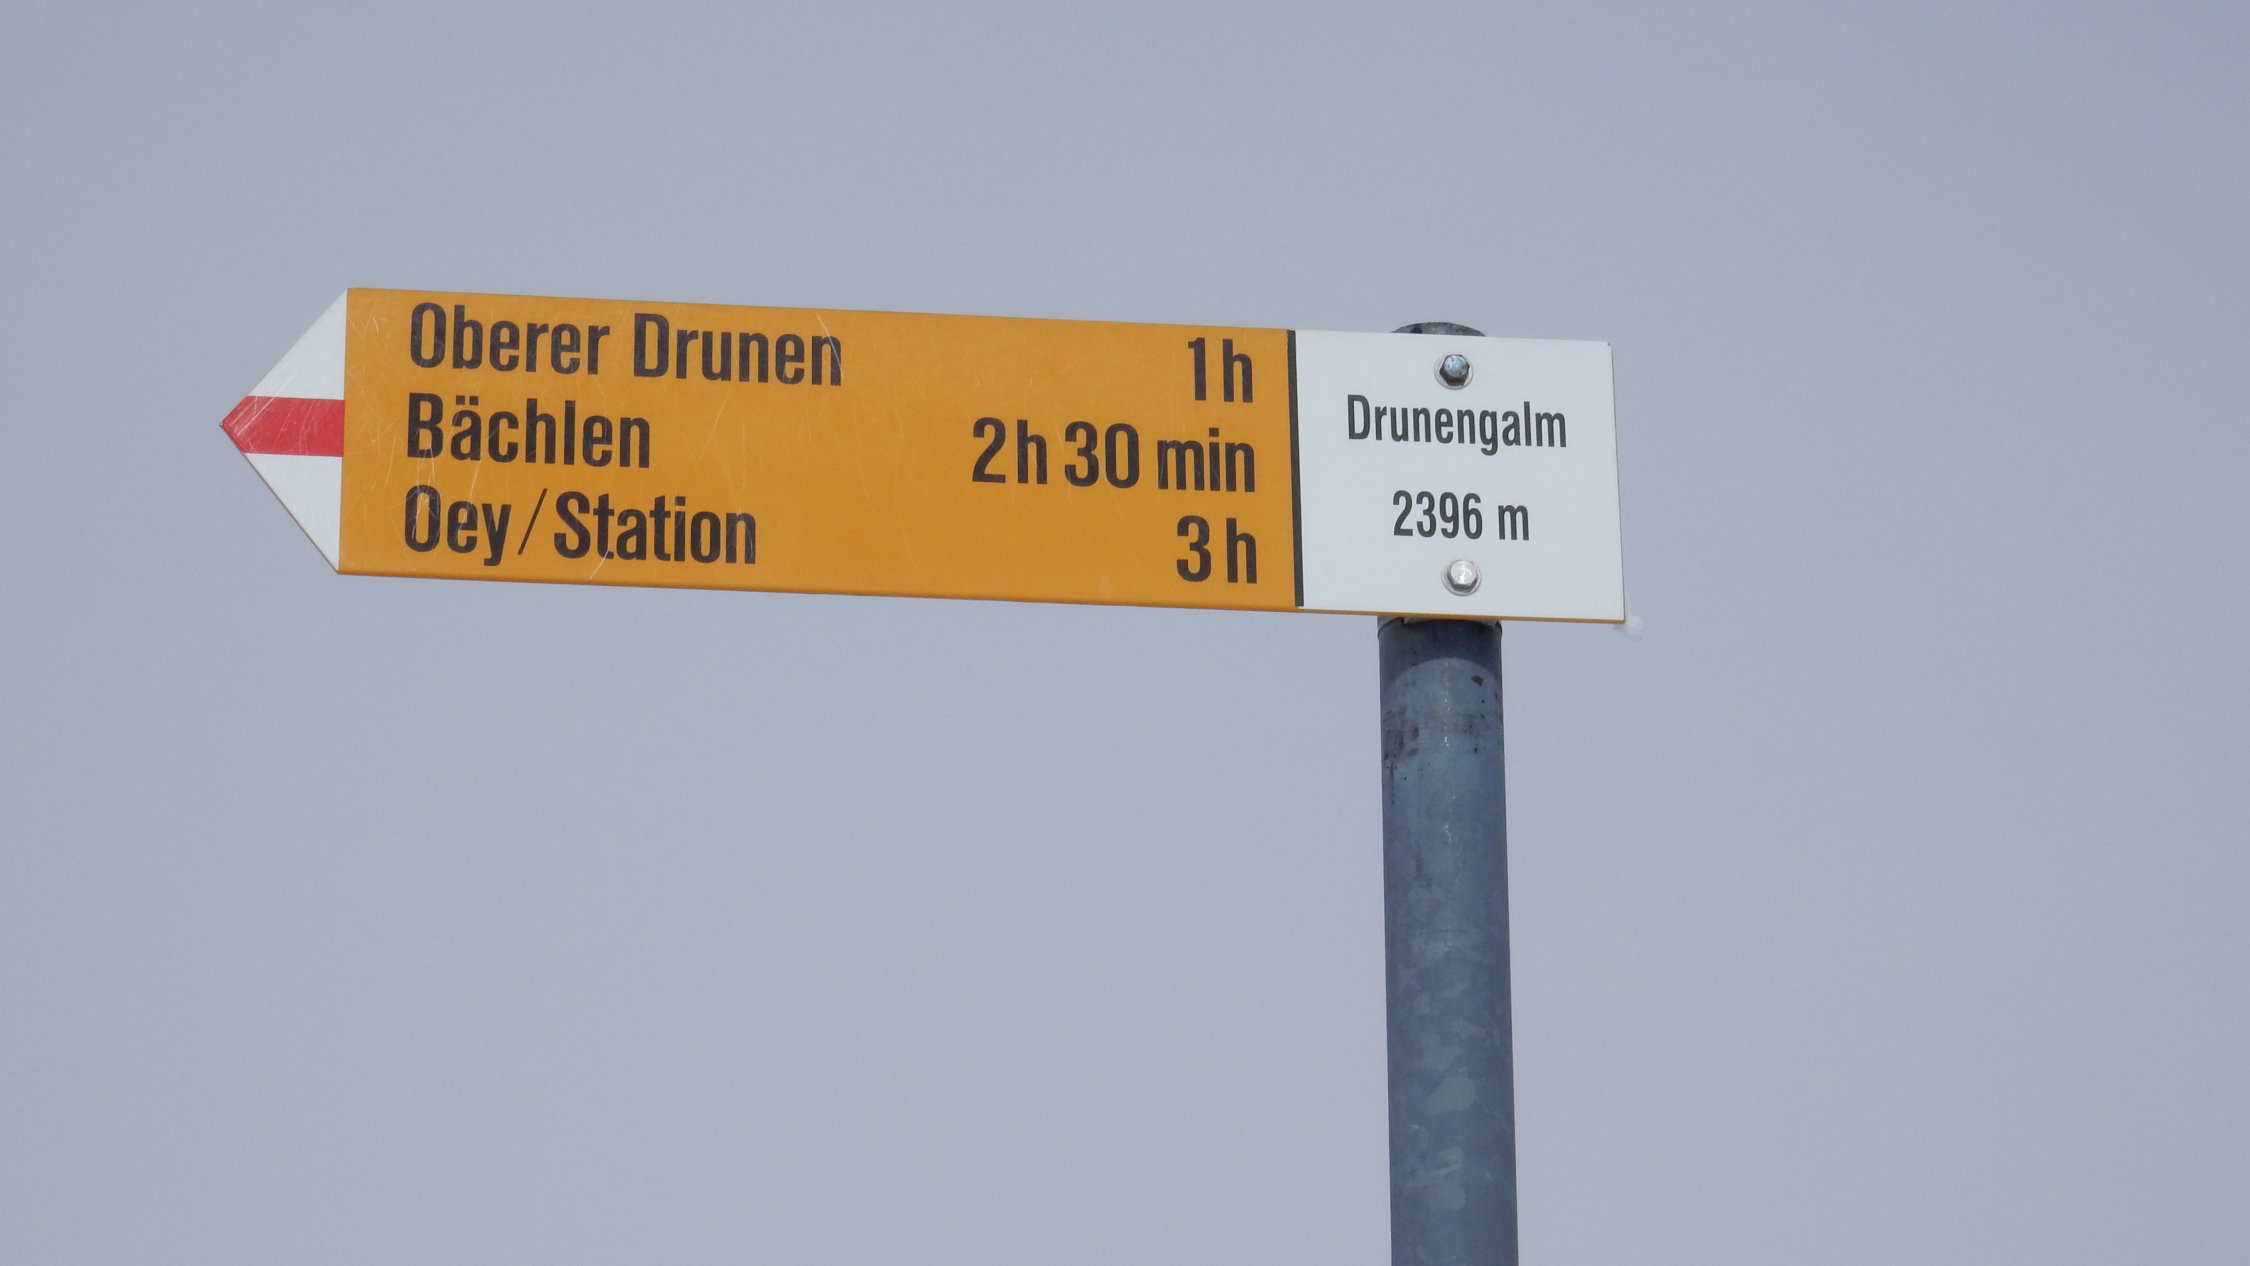 Oberer Drunen 1h
Bächlen 2h 30 min
Oey/Station 3h
Drunengalm
2396 m